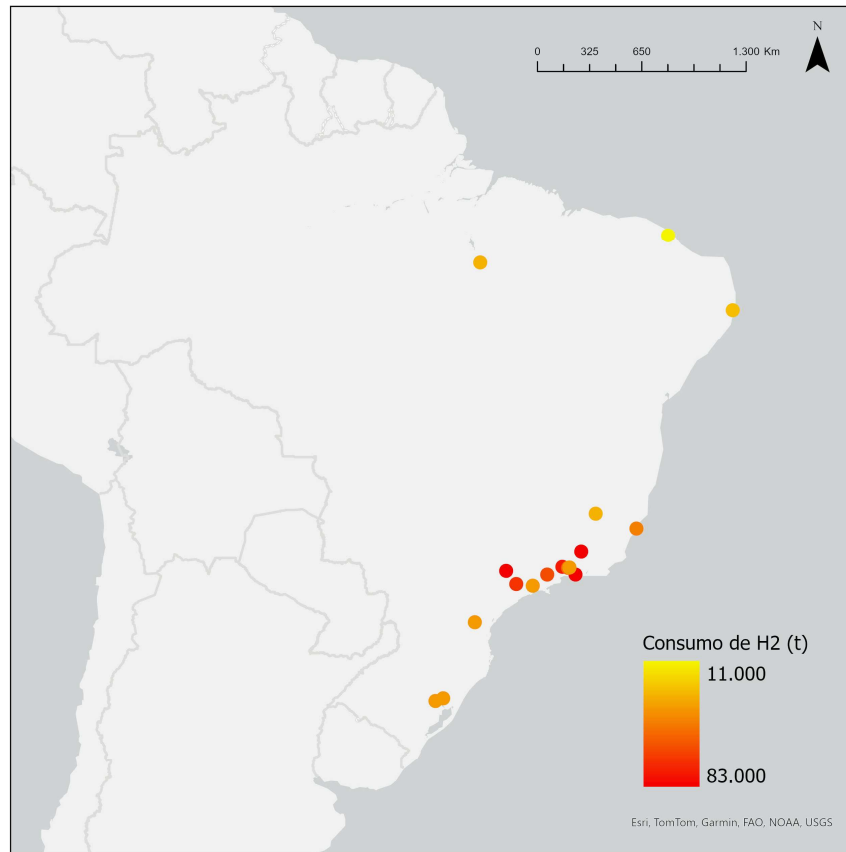 N
0 325 650 1.300 Km
Consumo de H2 (t)
11.000
83.000
Esri, TomTom, Garmin, FAO, NOAA, USGS